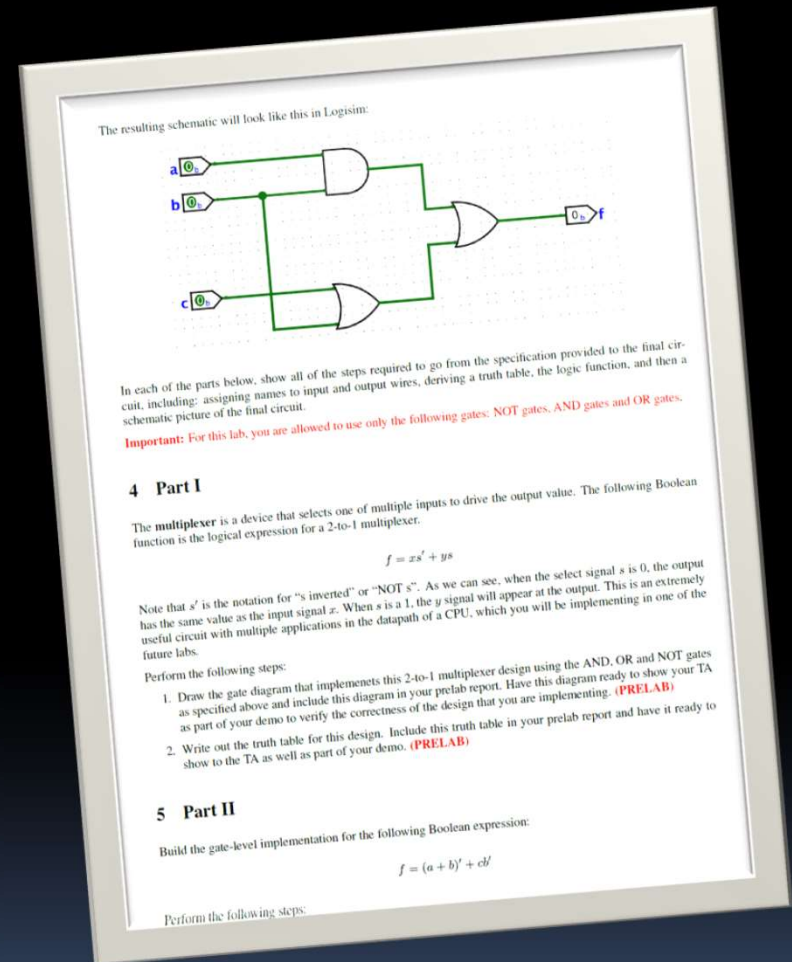 The resulting schematic will look like this in Logisim:
a 0b
b 0b
0b f
c 0b
In each of the parts below, show all of the steps required to go from the specification provided to the final cir-
cuit, including: assigning names to input and output wires, deriving a truth table, the logic function, and then a
schematic picture of the final circuit.
Important: For this lab, you are allowed to use only the following gates: NOT gates, AND gates and OR gates.
4 Part I
The multiplexer is a device that selects one of multiple inputs to drive the output value. The following Boolean
function is the logical expression for a 2-to-1 multiplexer.
f = xs' + ys
Note that s' is the notation for "s inverted" or "NOT s". As we can see, when the select signal s is 0, the output
has the same value as the input signal x. When s is a 1, the y signal will appear at the output. This is an extremely
useful circuit with multiple applications in the datapath of a CPU, which you will be implementing in one of the
future labs.
Perform the following steps:
1. Draw the gate diagram that implemenets this 2-to-1 multiplexer design using the AND, OR and NOT gates
as specified above and include this diagram in your prelab report. Have this diagram ready to show your TA
as part of your demo to verify the correctness of the design that you are implementing. (PRELAB)
2. Write out the truth table for this design. Include this truth table in your prelab report and have it ready to
show to the TA as well as part of your demo. (PRELAB)
5 Part II
Build the gate-level implementation for the following Boolean expression:
f = (a + b)' + cb'
Perform the following steps: